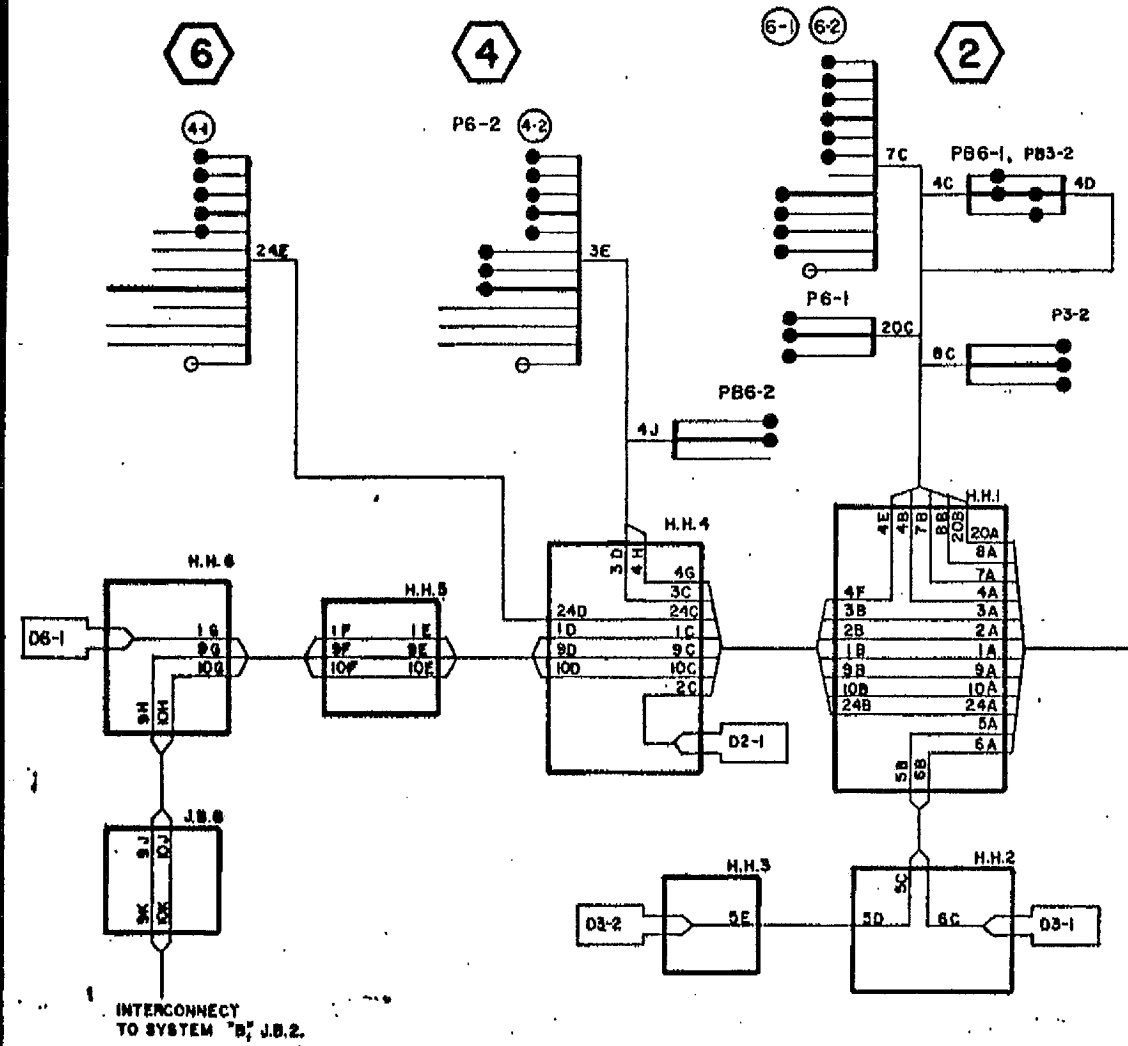 6
4
6-1 6-2
2
4-1
P6-2 4-2
7C
PB6-1, PB3-2
4C
4D
24E
3E
P6-1
20C
P3-2
8C
PB6-2
4J
H.H.1
4E
4B
7B
8B
20B
20A
8A
7A
4A
3A
2A
1A
9A
10A
24A
5A
6A
4F
3B
2B
1B
9B
10B
24B
5B
6B
H.H.4
3D
4H
4G
3C
24D 24C
1D 1C
9D 9C
10D 10C
2C
D2-1
H.H.5
1F 1E
9F 9E
10F 10E
H.H.6
D6-1
1G
9G
10G
9H
10H
J.B.6
9J
10J
9K
10K
H.H.3
D3-2
5E
H.H.2
5C
5D
6C
D3-1
INTERCONNECT
TO SYSTEM "B," J.B.2.